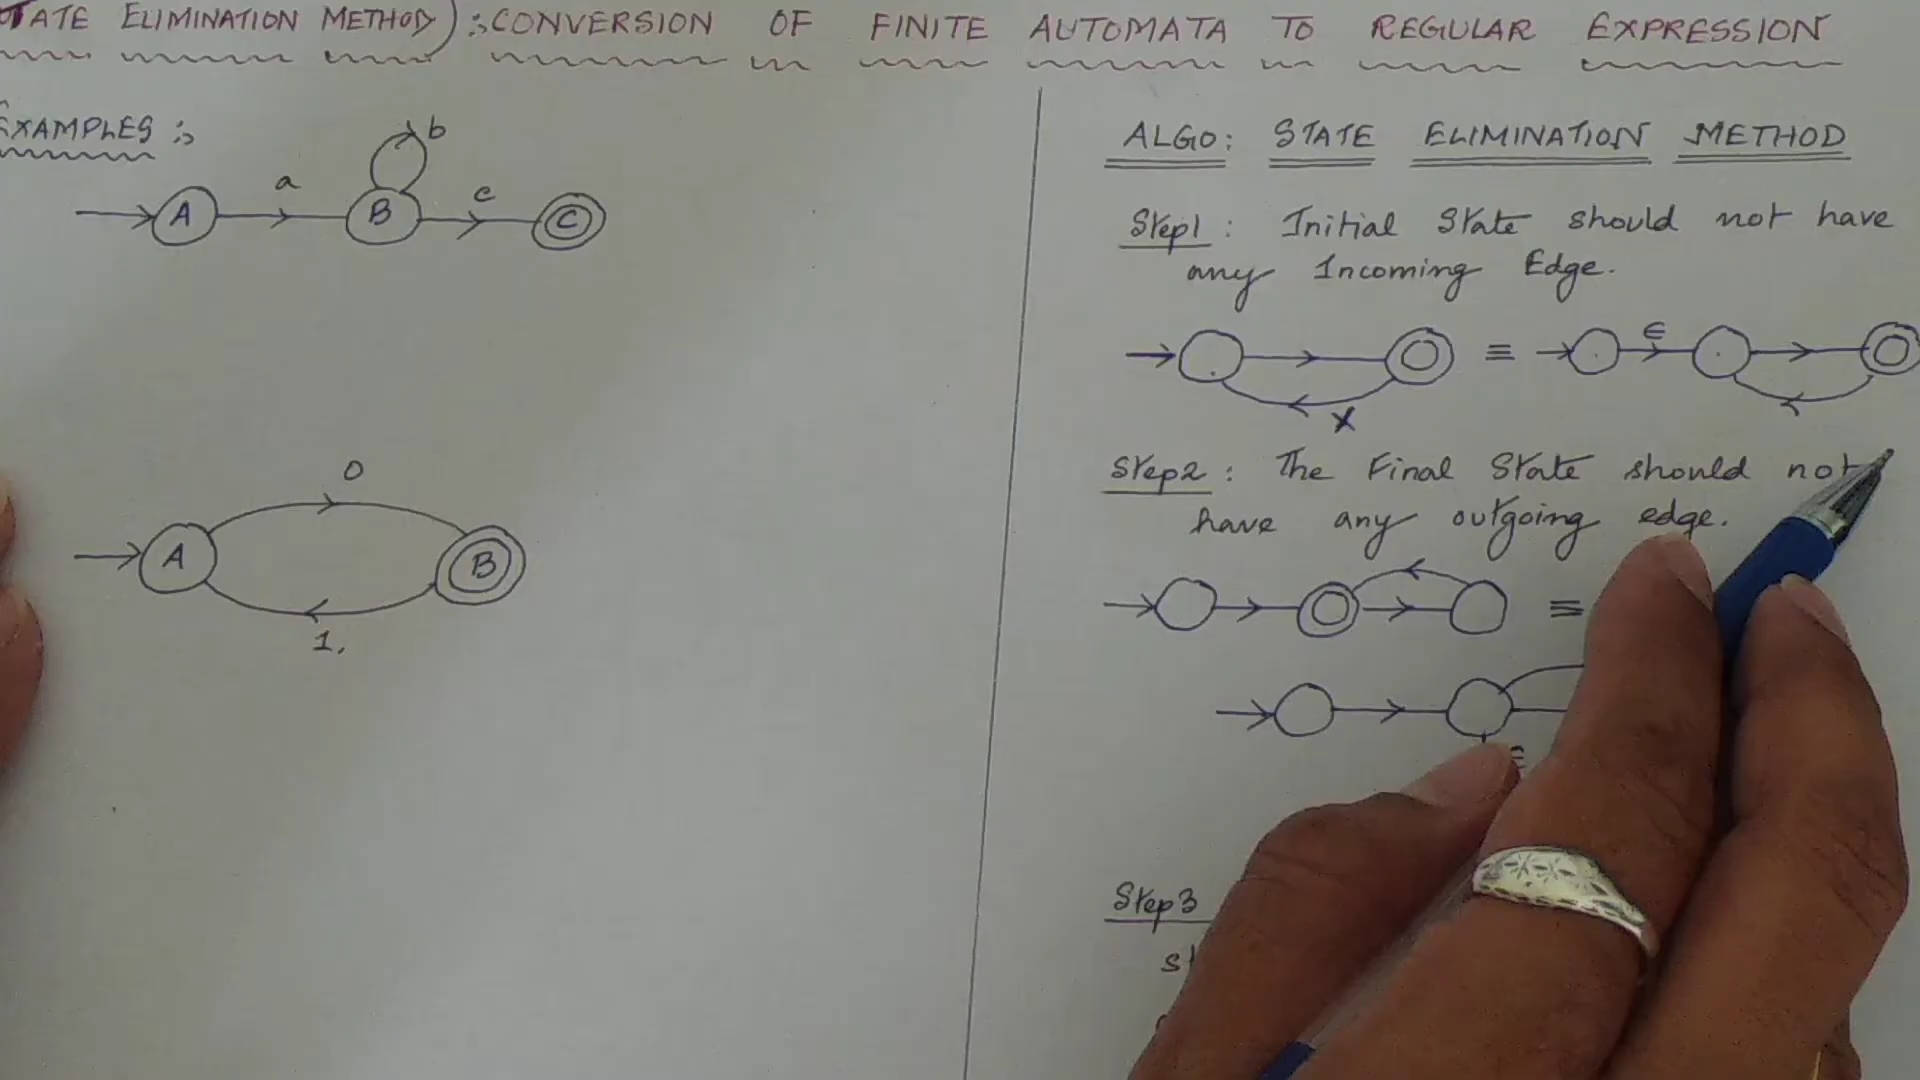 TATE ELIMINATION METHOD) :. CONVERSION OF FINITE AUTOMATA TO REGULAR EXPRESSION
EXAMPLES :.
b
a
c
A
B
C
0
A
B
1,
ALGO: STATE ELIMINATION METHOD
Step1 : Initial State should not have
any Incoming Edge.
≡
ϵ
x
Step2 : The Final State should not
have any outgoing edge.
≡
ϵ
Step3
st